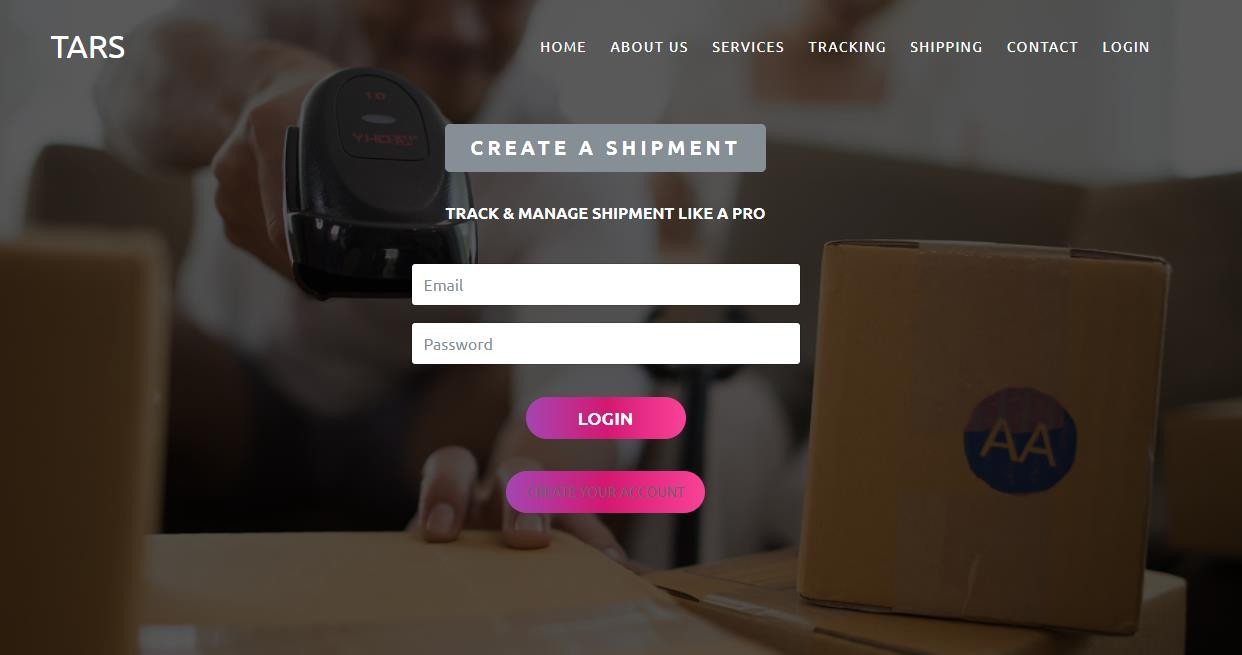 TARS
HOME ABOUT US SERVICES TRACKING SHIPPING CONTACT LOGIN
CREATE A SHIPMENT
TRACK & MANAGE SHIPMENT LIKE A PRO
Email
Password
LOGIN
CREATE YOUR ACCOUNT
AA